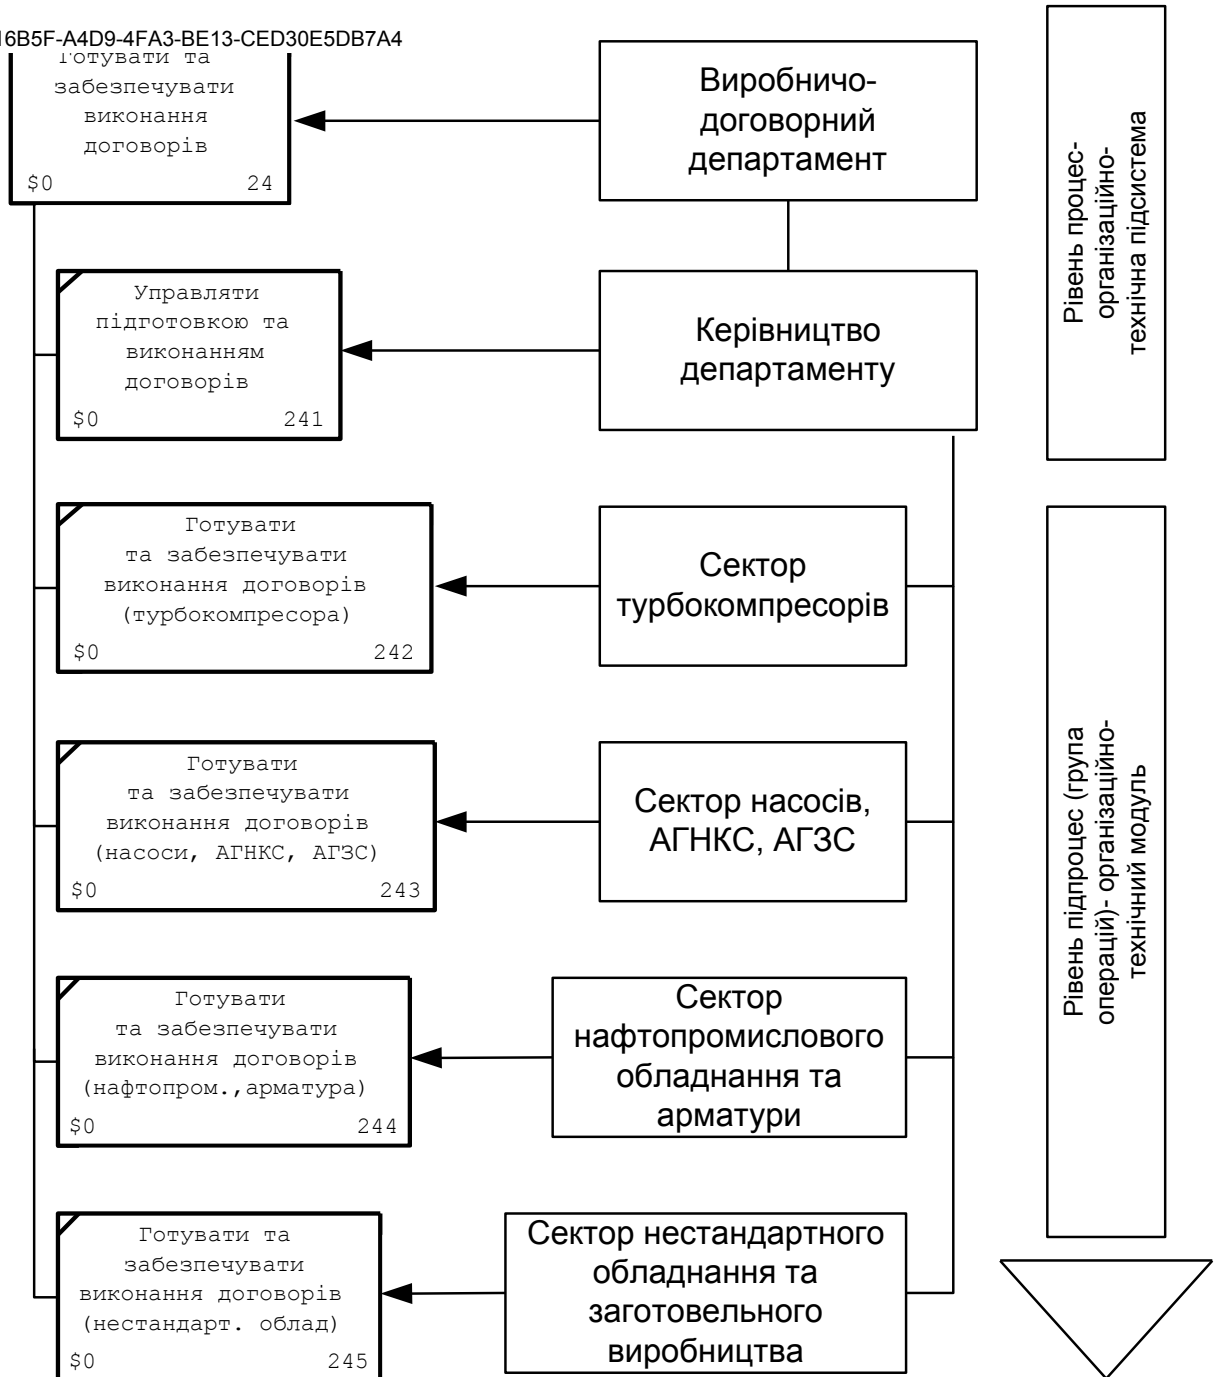 16B5F-A4D9-4FA3-BE13-CED30E5DB7A4
Готувати та
забезпечувати
виконання
договорів
$0 24
Виробничо-
договорний
департамент
Управляти
підготовкою та
виконанням
договорів
$0 241
Керівництво
департаменту
Рівень процес-
організаційно-
технічна підсистема
Готувати
та забезпечувати
виконання договорів
(турбокомпресора)
$0 242
Сектор
турбокомпресорів
Готувати
та забезпечувати
виконання договорів
(насоси, АГНКС, АГЗС)
$0 243
Сектор насосів,
АГНКС, АГЗС
Готувати
та забезпечувати
виконання договорів
(нафтопром.,арматура)
$0 244
Сектор
нафтопромислового
обладнання та
арматури
Готувати та
забезпечувати
виконання договорів
(нестандарт. облад)
$0 245
Сектор нестандартного
обладнання та
заготовельного
виробництва
Рівень підпроцес (група
операцій)- організаційно-
технічний модуль